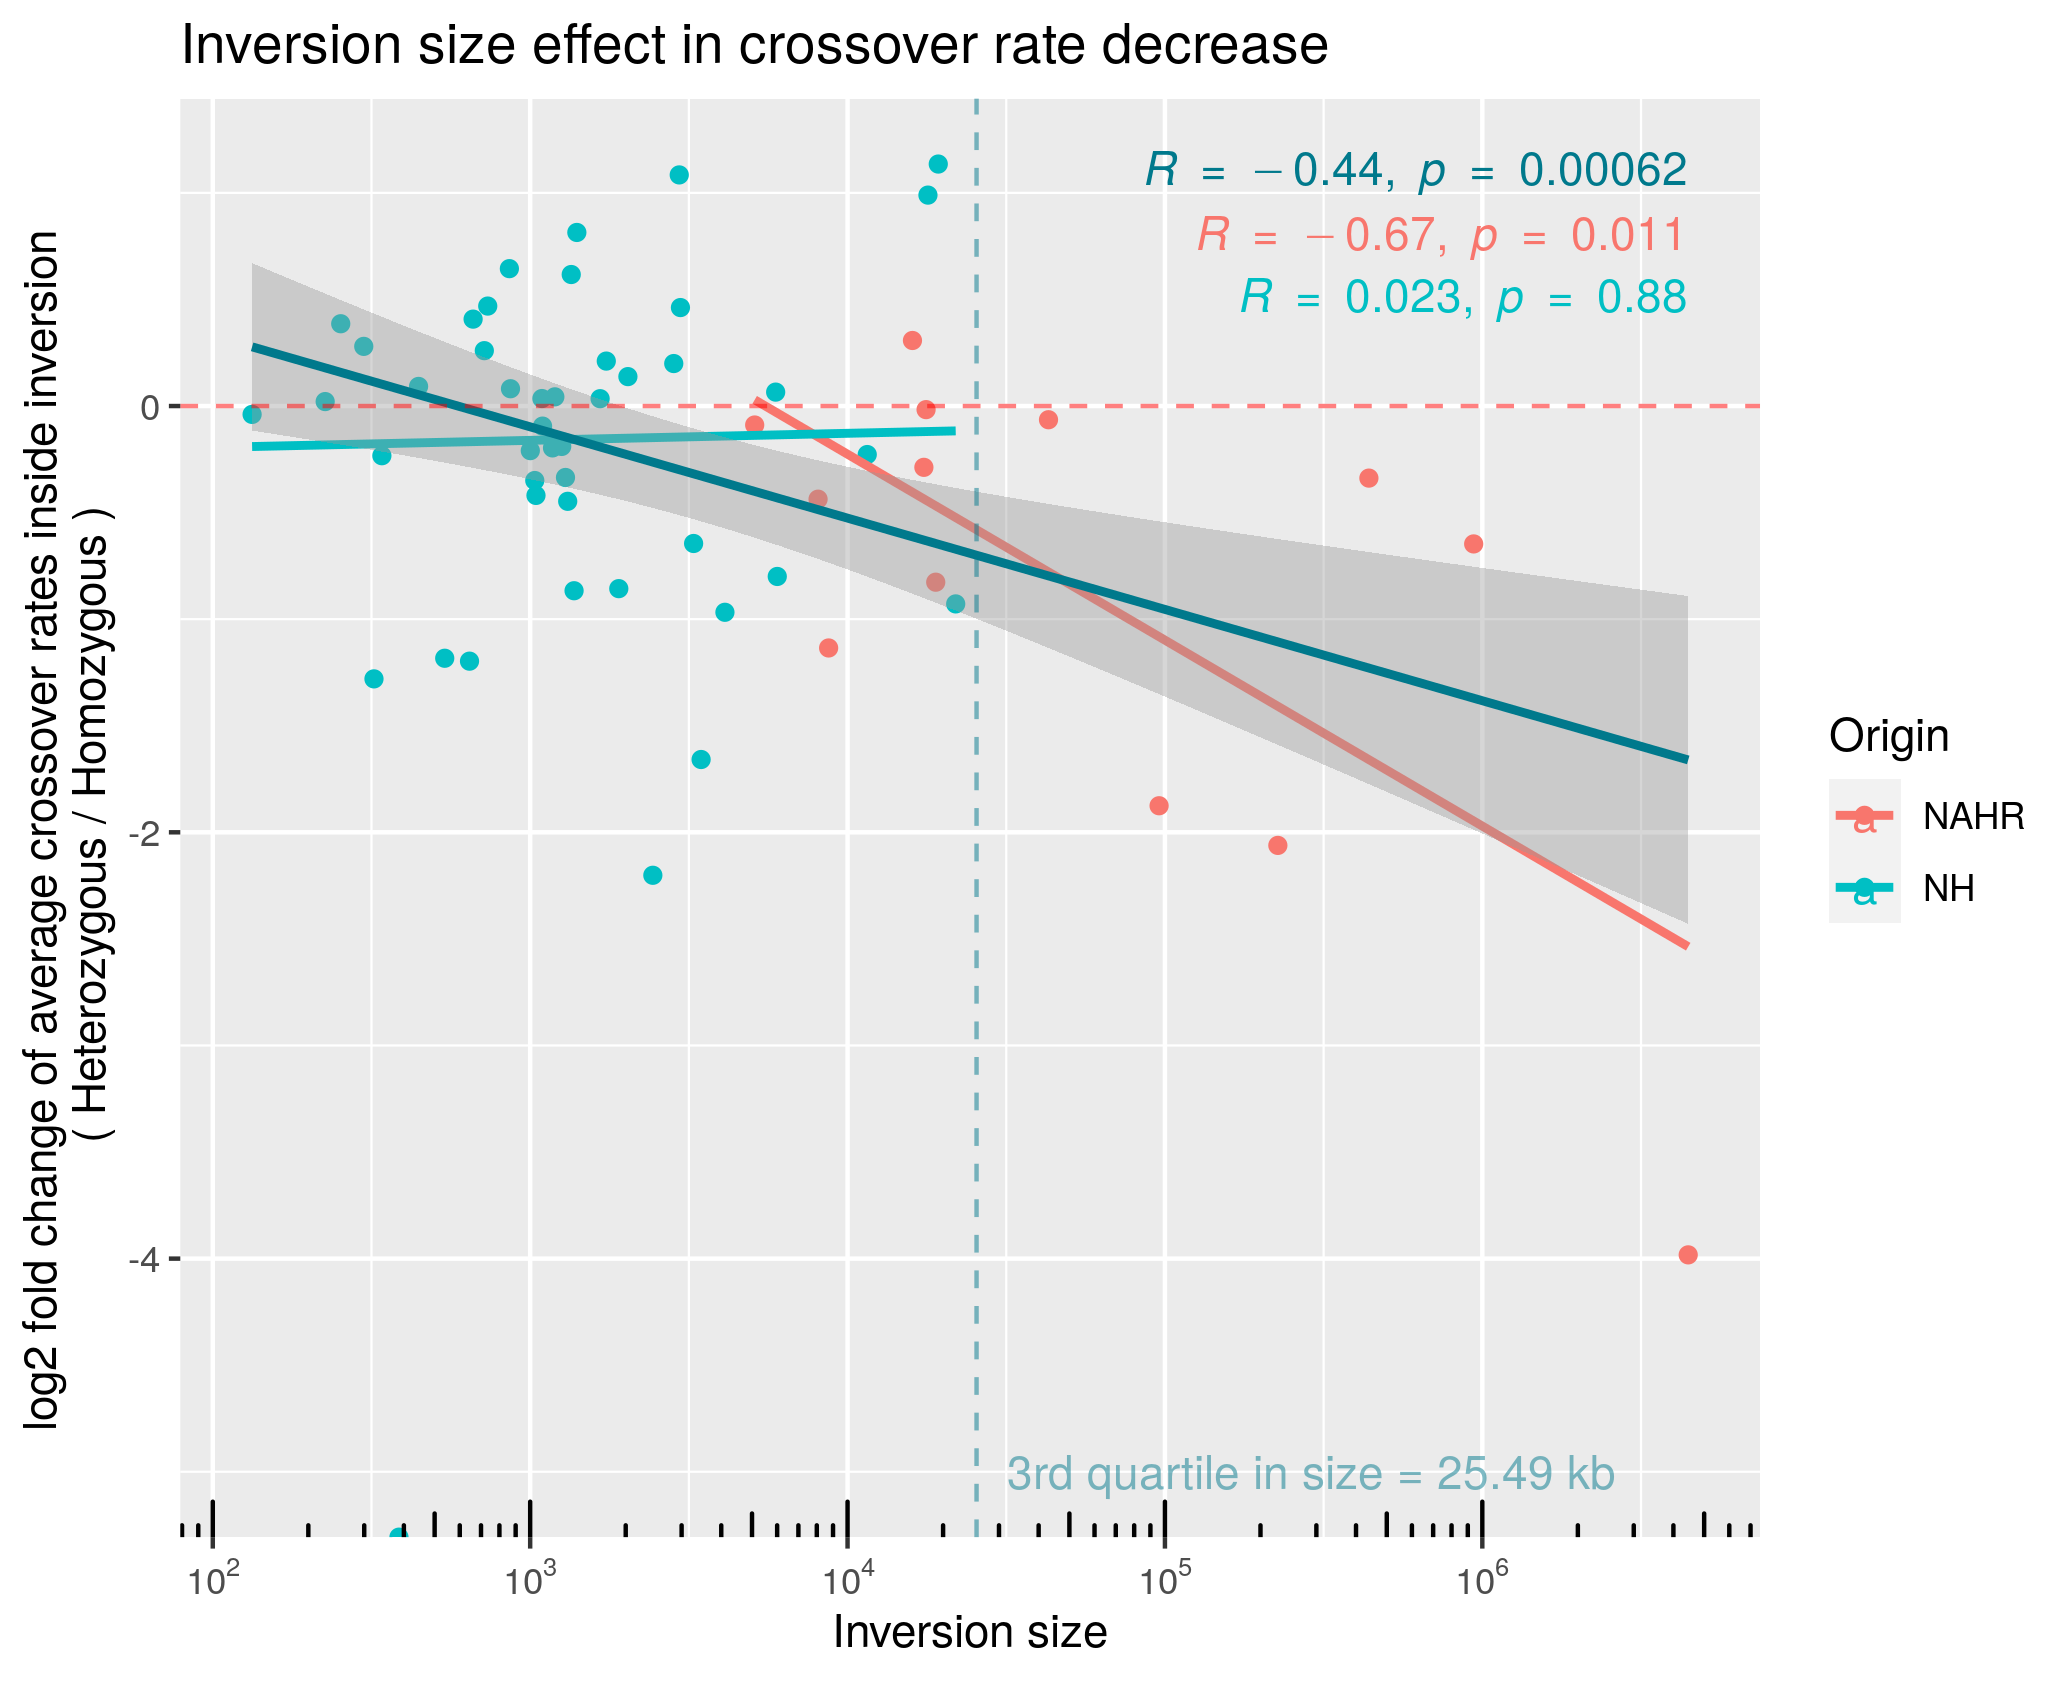 Inversion size effect in crossover rate decrease
log2 fold change of average crossover rates inside inversion
( Heterozygous / Homozygous )
R = −0.44, p = 0.00062
R = −0.67, p = 0.011
R = 0.023, p = 0.88
0
-2
-4
3rd quartile in size = 25.49 kb
10² 10³ 10⁴ 10⁵ 10⁶
Inversion size
Origin
a NAHR
a NH